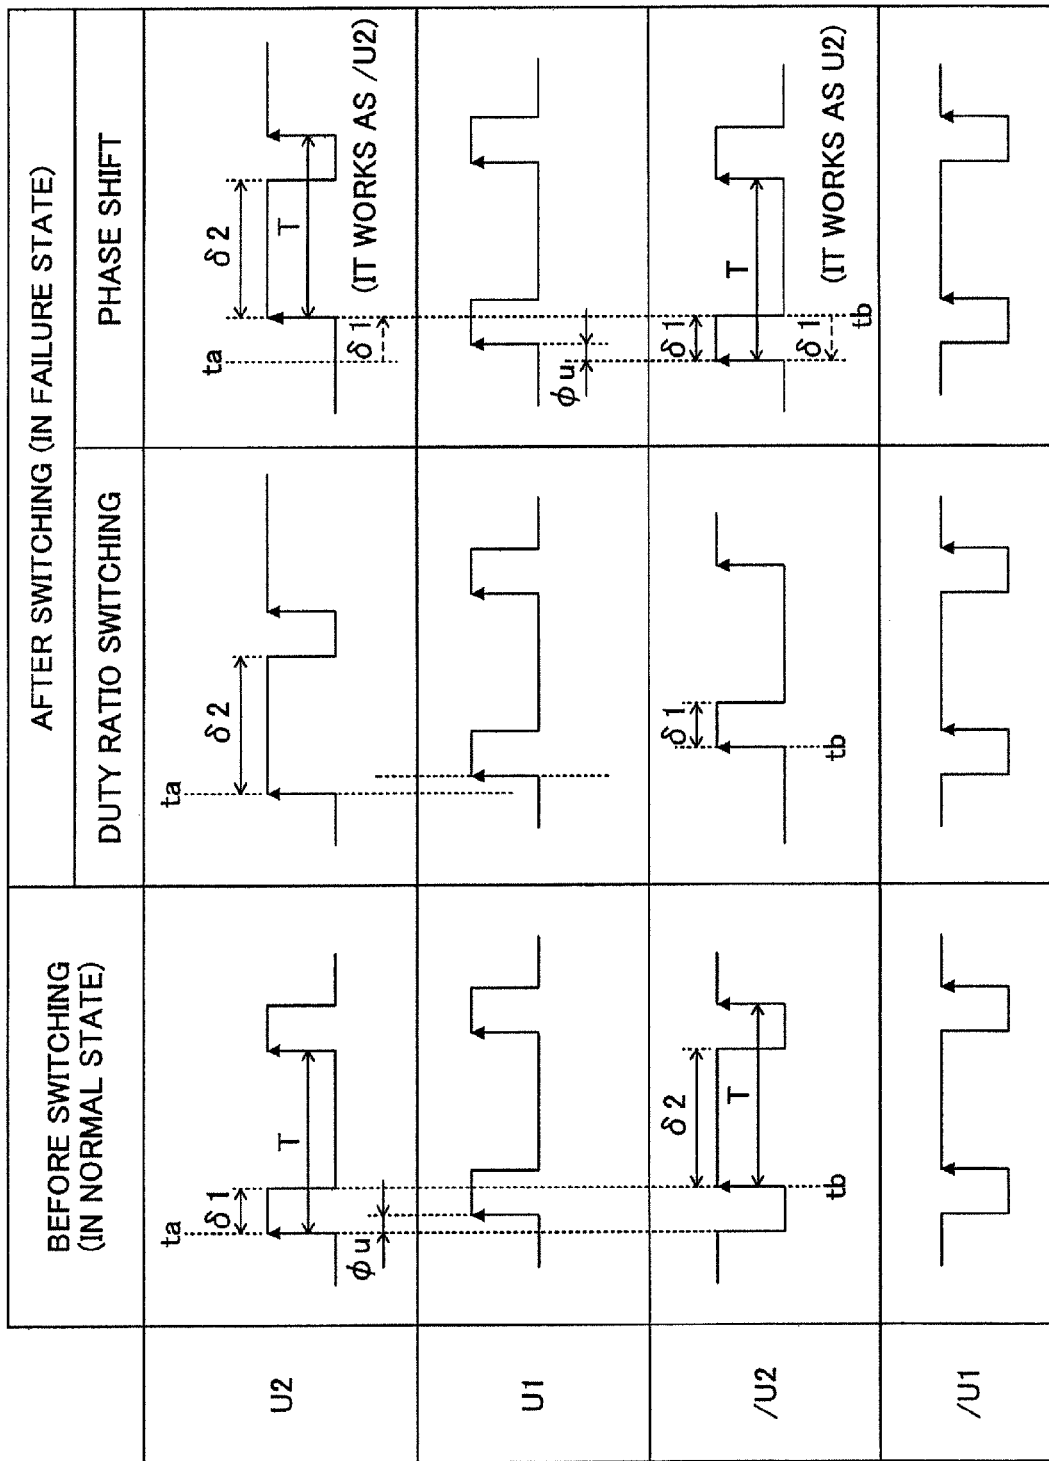 BEFORE SWITCHING
(IN NORMAL STATE)
AFTER SWITCHING (IN FAILURE STATE)
DUTY RATIO SWITCHING
PHASE SHIFT
U2
ta
δ1
T
φu
ta
δ2
ta
δ2
T
δ1
(IT WORKS AS /U2)
U1
φu
/U2
δ2
T
tb
δ1
tb
δ1
T
δ1
tb
(IT WORKS AS U2)
/U1